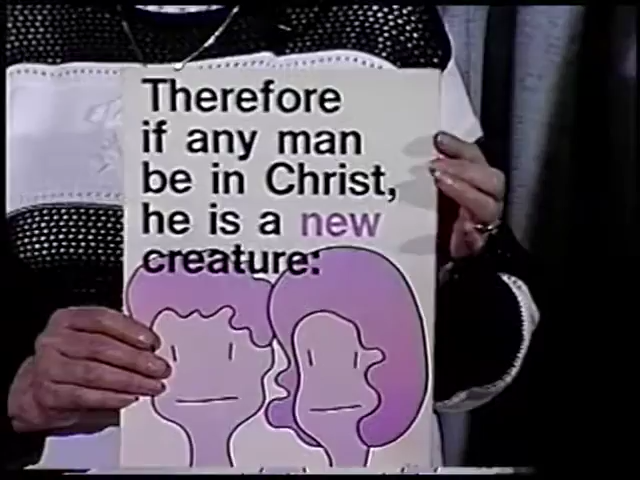 Therefore
if any man
be in Christ,
he is a new
creature: